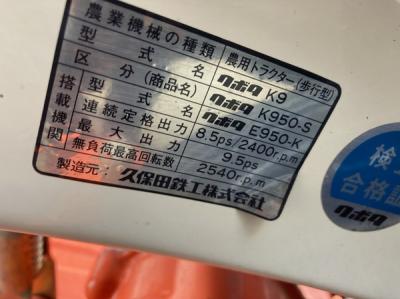 農業機械の種類 農用トラクター(歩行型)
型式名 クボタ K9
区分(商品名) クボタ K950-S
搭載機関 クボタ E950-K
連続定格出力 8.5ps/2400r.p.m
最大出力 9.5ps
無負荷最高回転数 2540r.p.m
製造元:久保田鉄工株式会社
検
合格証
クボタ